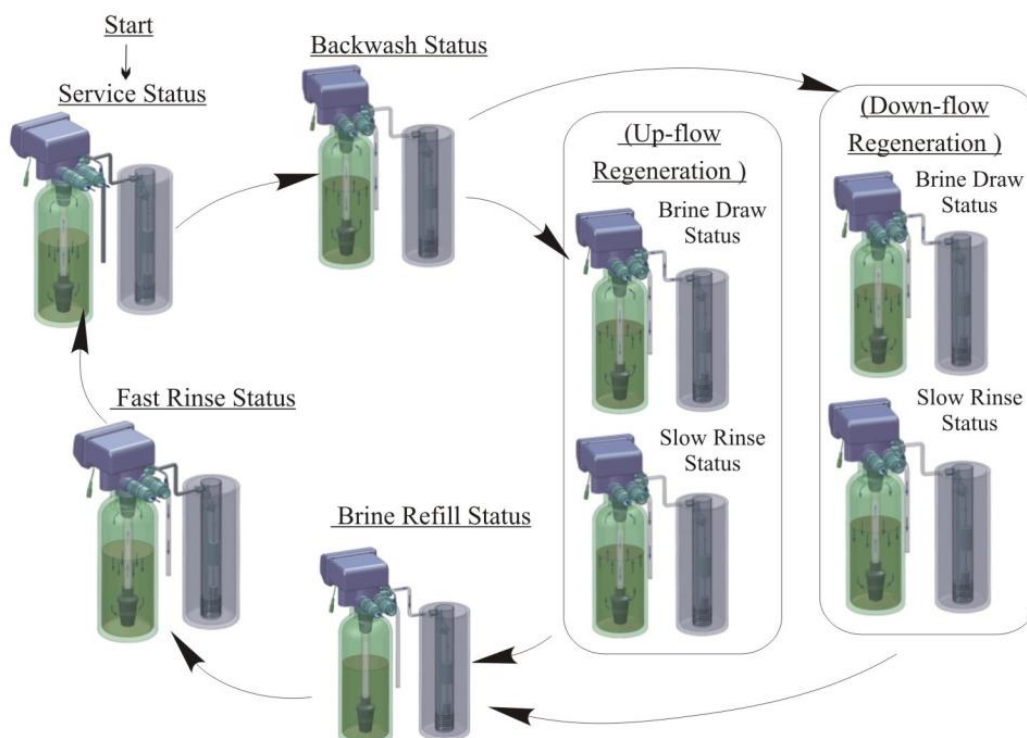 Start
Service Status
Backwash Status
(Up-flow
Regeneration )
Brine Draw
Status
Slow Rinse
Status
(Down-flow
Regeneration )
Brine Draw
Status
Slow Rinse
Status
Brine Refill Status
Fast Rinse Status